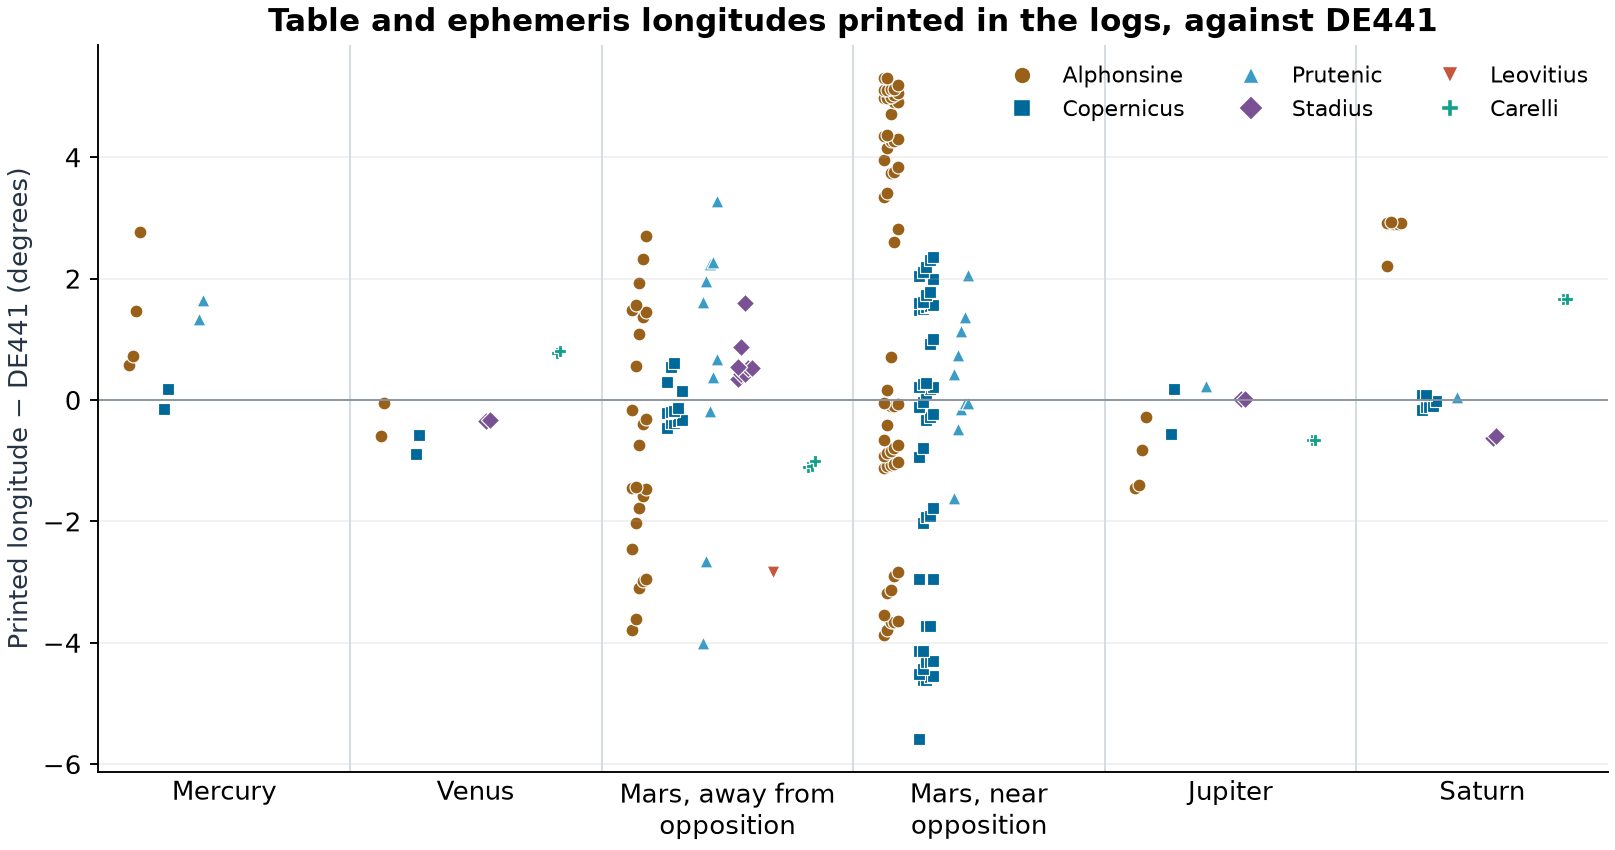 Table and ephemeris longitudes printed in the logs, against DE441
Alphonsine
Prutenic
Leovitius
Copernicus
Stadius
Carelli
Printed longitude − DE441 (degrees)
4
2
0
−2
−4
−6
Mercury
Venus
Mars, away from
opposition
Mars, near
opposition
Jupiter
Saturn